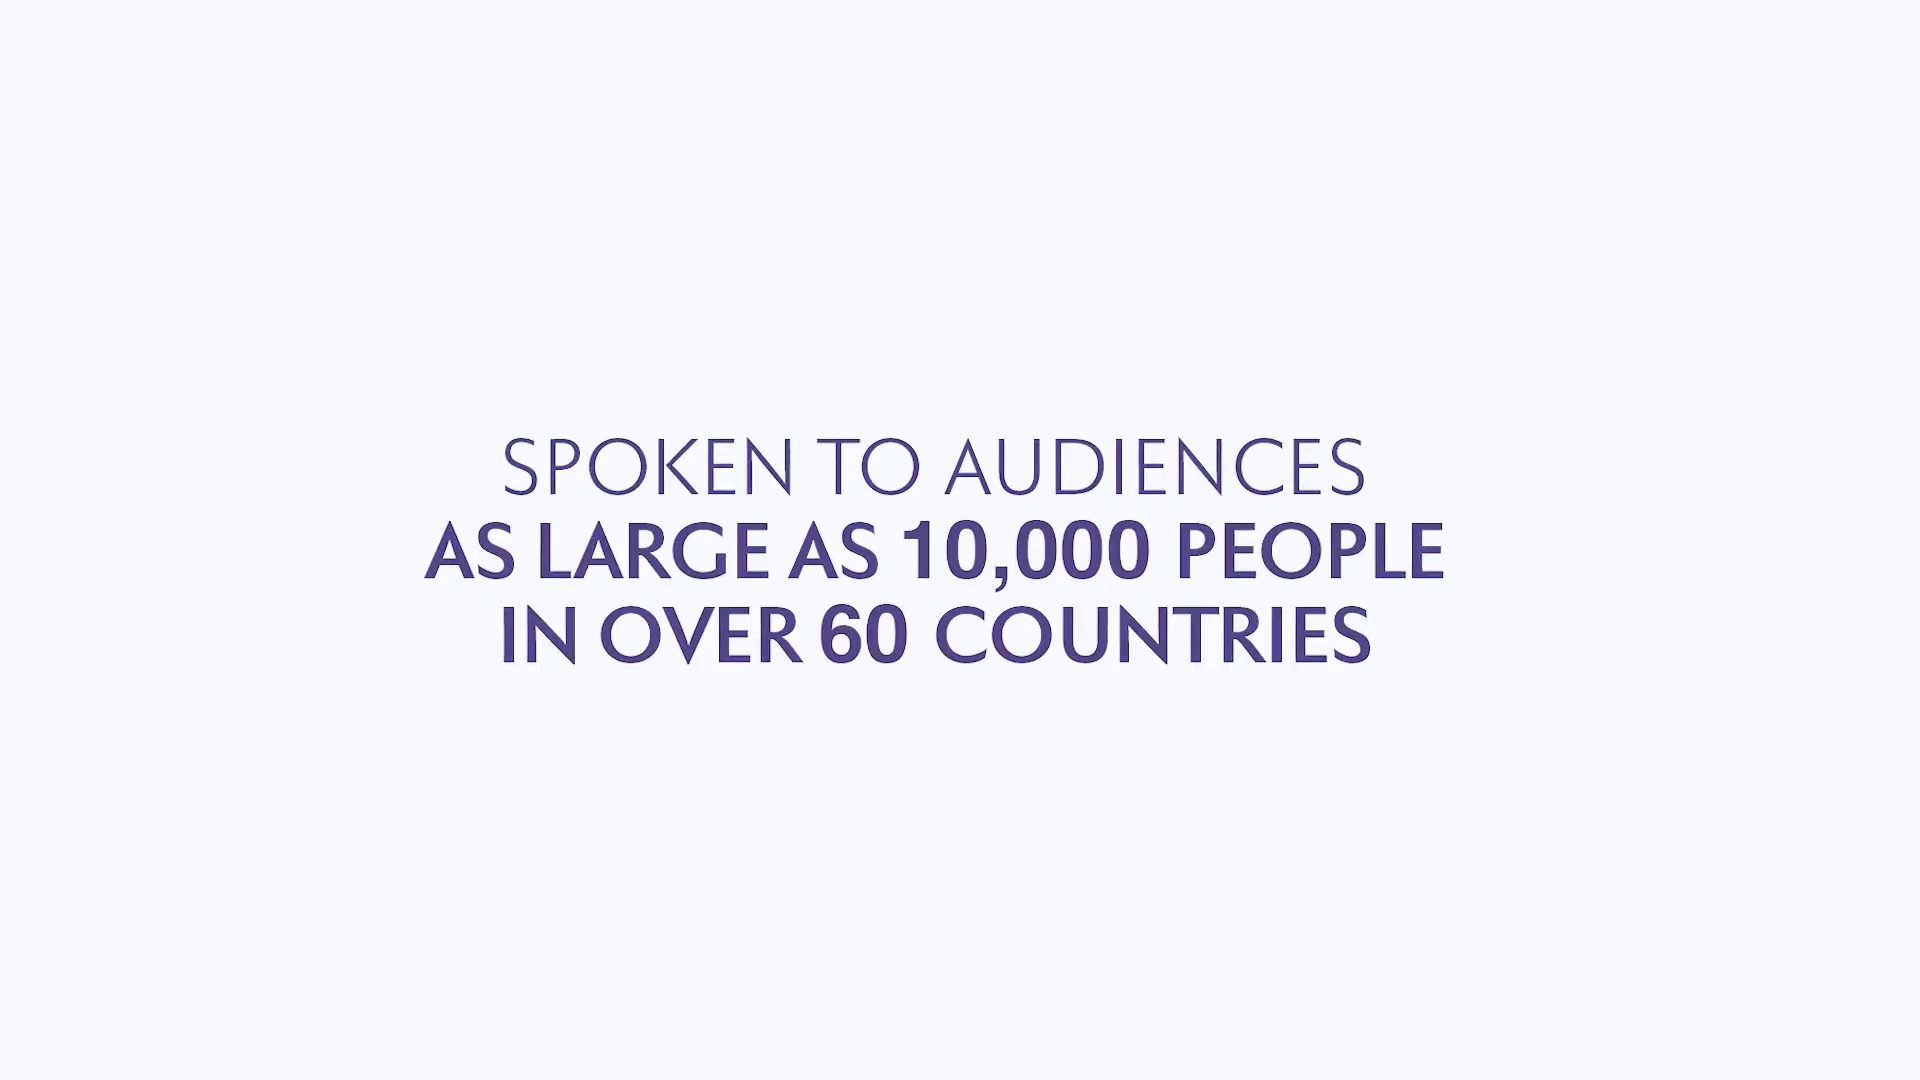 SPOKEN TO AUDIENCES
AS LARGE AS 10,000 PEOPLE
IN OVER 60 COUNTRIES